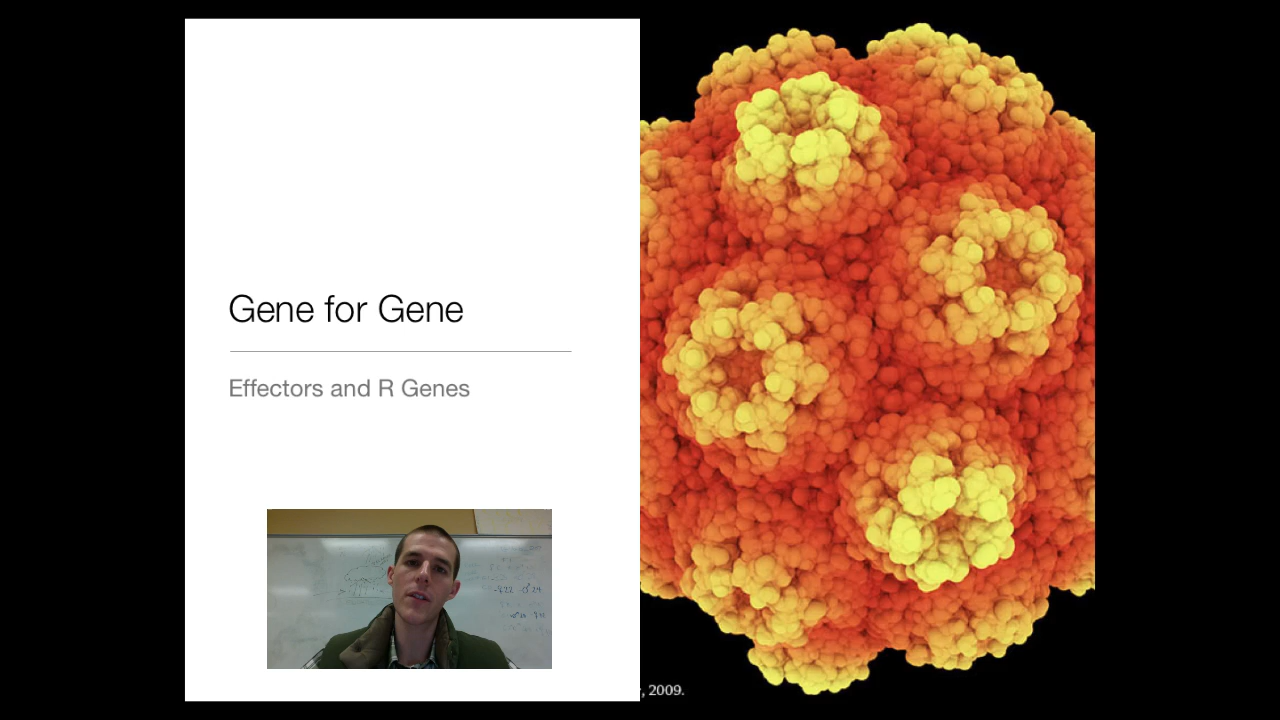 Gene for Gene
Effectors and R Genes
, 2009.